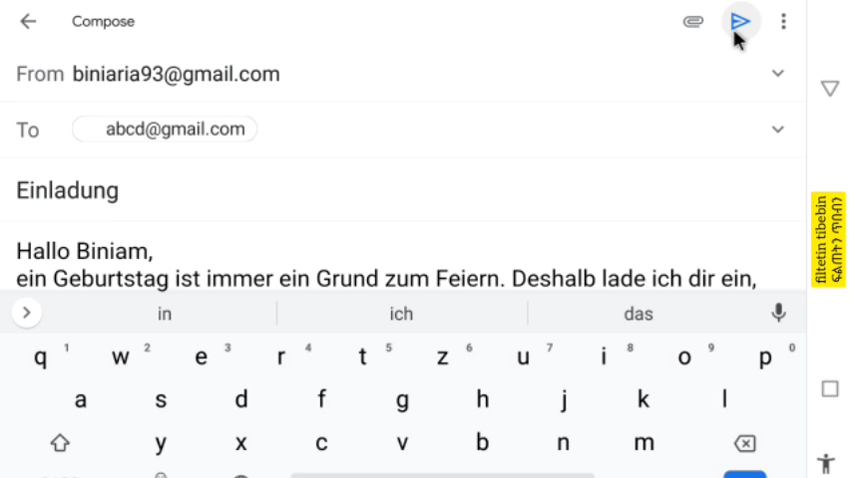 Compose
From biniaria93@gmail.com
To abcd@gmail.com
Einladung
Hallo Biniam,
ein Geburtstag ist immer ein Grund zum Feiern. Deshalb lade ich dir ein,
in ich das
q 1 w 2 e 3 r 4 t 5 z 6 u 7 i 8 o 9 p 0
a s d f g h j k l
y x c v b n m
filtetin tibebin
ፍልጠትን ጥበብን